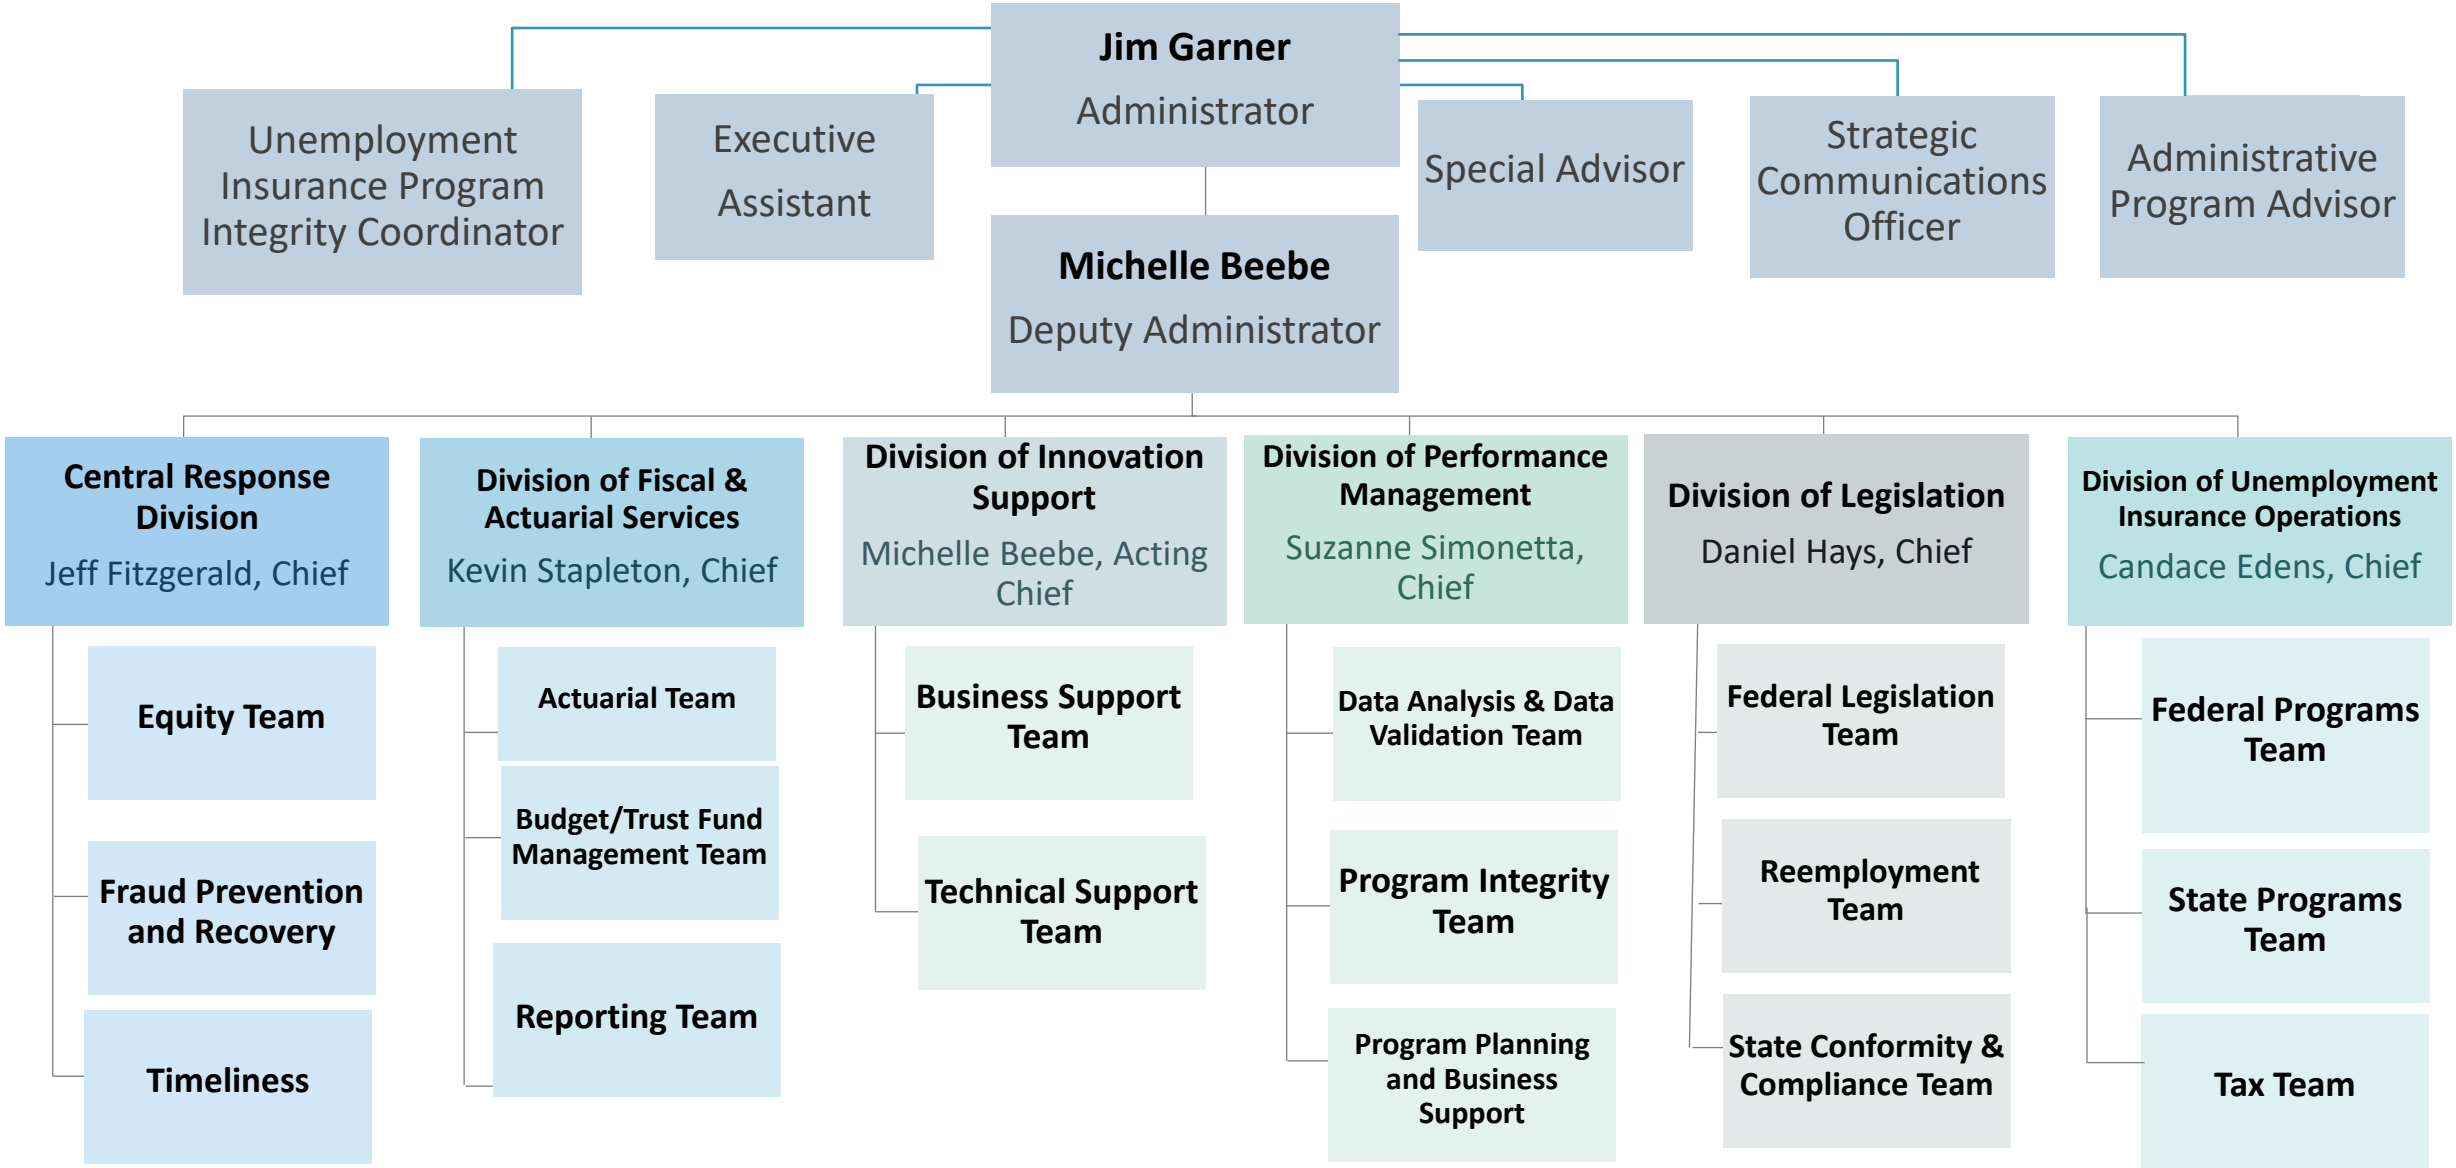 Jim Garner
Administrator
Unemployment
Insurance Program
Integrity Coordinator
Executive
Assistant
Special Advisor
Strategic
Communications
Officer
Administrative
Program Advisor
Michelle Beebe
Deputy Administrator
Central Response
Division
Jeff Fitzgerald, Chief
Division of Fiscal &
Actuarial Services
Kevin Stapleton, Chief
Division of Innovation
Support
Michelle Beebe, Acting
Chief
Division of Performance
Management
Suzanne Simonetta,
Chief
Division of Legislation
Daniel Hays, Chief
Division of Unemployment
Insurance Operations
Candace Edens, Chief
Equity Team
Fraud Prevention
and Recovery
Timeliness
Actuarial Team
Budget/Trust Fund
Management Team
Reporting Team
Business Support
Team
Technical Support
Team
Data Analysis & Data
Validation Team
Program Integrity
Team
Program Planning
and Business
Support
Federal Legislation
Team
Reemployment
Team
State Conformity &
Compliance Team
Federal Programs
Team
State Programs
Team
Tax Team